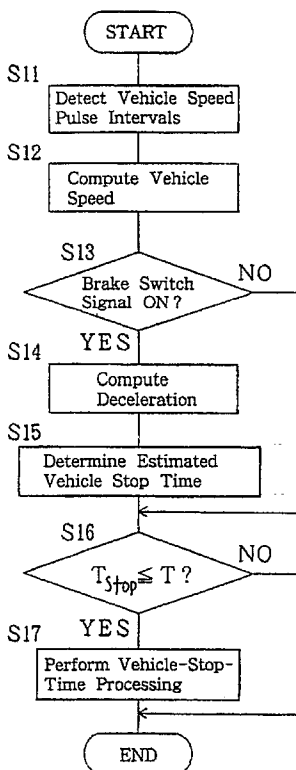 START
S11
Detect Vehicle Speed
Pulse Intervals
S12
Compute Vehicle
Speed
S13
NO
Brake Switch
Signal ON?
YES
S14
Compute
Deceleration
S15
Determine Estimated
Vehicle Stop Time
S16
NO
TStop ≦ T ?
YES
S17
Perform Vehicle-Stop-
Time Processing
END